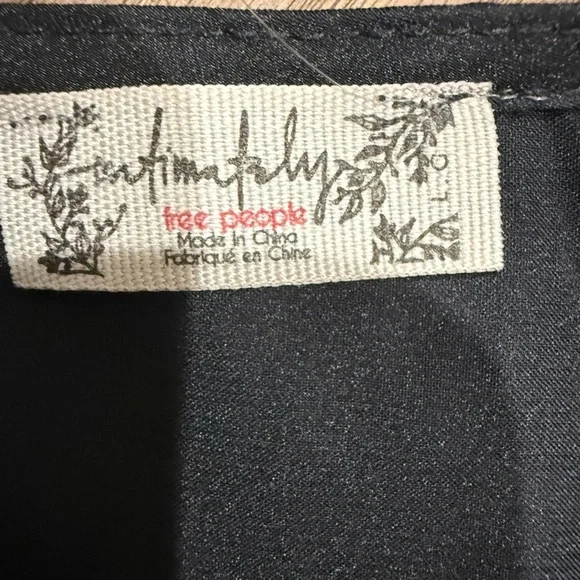 intimately
free people
Made in China
Fabriqué en Chine
L